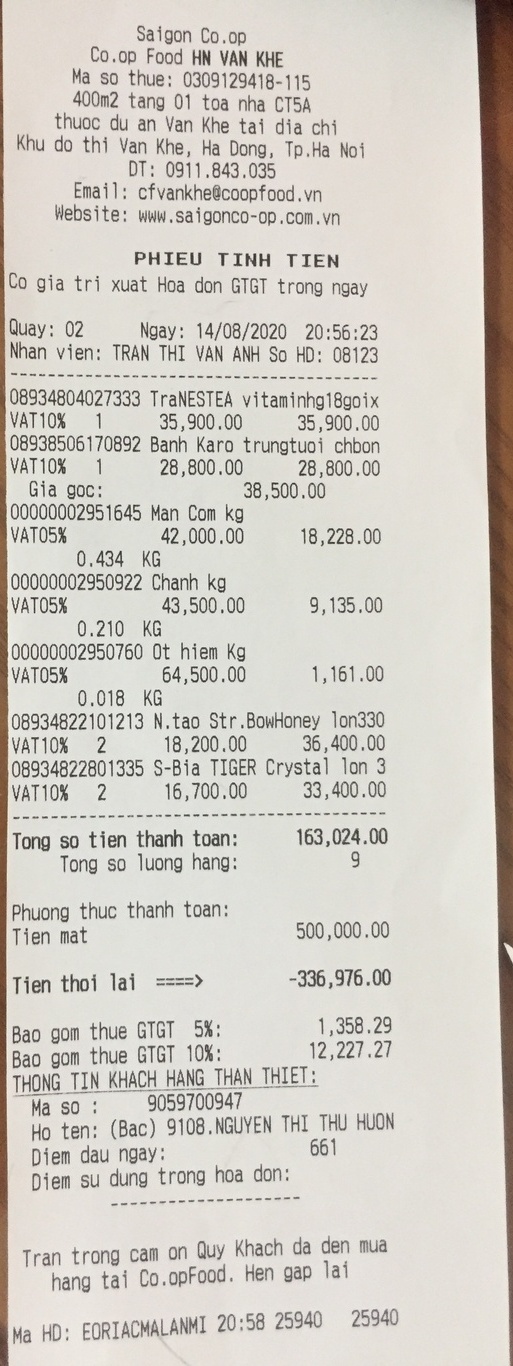 Saigon Co.op
Co.op Food HN VAN KHE
Ma so thue: 0309129418-115
400m2 tang 01 toa nha CT5A
thuoc du an Van Khe tai dia chi
Khu do thi Van Khe, Ha Dong, Tp.Ha Noi
DT: 0911.843.035
Email: cfvankhe@coopfood.vn
Website: www.saigonco-op.com.vn
PHIEU TINH TIEN
Co gia tri xuat Hoa don GTGT trong ngay
Quay: 02 Ngay: 14/08/2020 20:56:23
Nhan vien: TRAN THI VAN ANH So HD: 08123
08934804027333 TraNESTEA vitaminhg18goix
VAT10% 1 35,900.00 35,900.00
08938506170892 Banh Karo trungtuoi chbon
VAT10% 1 28,800.00 28,800.00
Gia goc: 38,500.00
00000002951645 Man Com kg
VAT05% 42,000.00 18,228.00
0.434 KG
00000002950922 Chanh kg
VAT05% 43,500.00 9,135.00
0.210 KG
00000002950760 Ot hiem Kg
VAT05% 64,500.00 1,161.00
0.018 KG
08934822101213 N.tao Str.BowHoney lon330
VAT10% 2 18,200.00 36,400.00
08934822801335 S-Bia TIGER Crystal lon 3
VAT10% 2 16,700.00 33,400.00
Tong so tien thanh toan: 163,024.00
Tong so luong hang: 9
Phuong thuc thanh toan:
Tien mat 500,000.00
Tien thoi lai ====> -336,976.00
Bao gom thue GTGT 5%: 1,358.29
Bao gom thue GTGT 10%: 12,227.27
THONG TIN KHACH HANG THAN THIET:
Ma so : 9059700947
Ho ten: (Bac) 9108.NGUYEN THI THU HUON
Diem dau ngay: 661
Diem su dung trong hoa don:
Tran trong cam on Quy Khach da den mua
hang tai Co.opFood. Hen gap lai
Ma HD: EORIACMALANMI 20:58 25940 25940